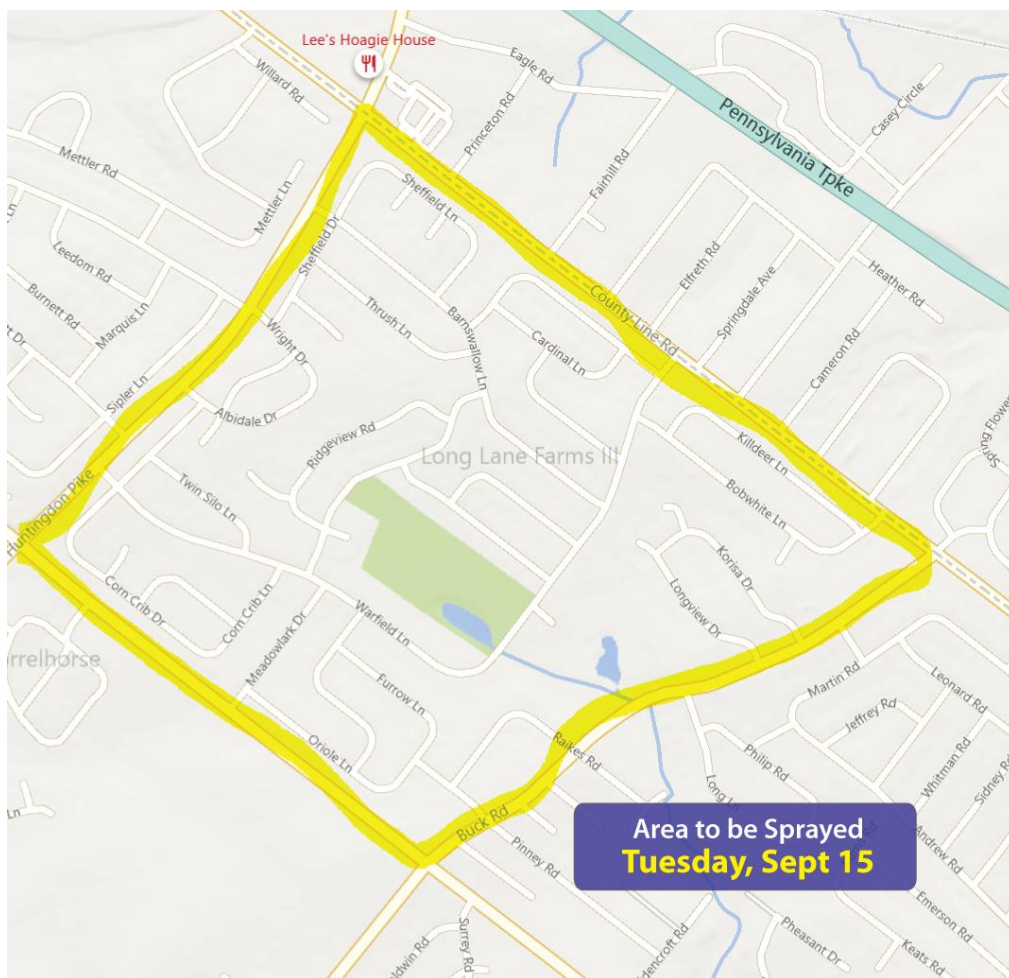 Lee's Hoagie House
Eagle Rd
Willard Rd
Pennsylvania Tpke
Casey Circle
Princeton Rd
Mettler Rd
Fairhill Rd
Sheffield Ln
Mettler Ln
Sheffield Dr
Leedom Rd
Elfreth Rd
Heather Rd
Springdale Ave
Burnett Rd
Marquis Ln
Thrush Ln
Barnswallow Ln
County Line Rd
Wright Dr
Cardinal Ln
Cameron Rd
Sipler Ln
Albidale Dr
Ridgeview Rd
Long Lane Farms III
Killdeer Ln
Huntingdon Pike
Twin Silo Ln
Bobwhite Ln
Korisa Dr
Corn Crib Dr
Corn Crib Ln
Warfield Ln
Longview Dr
Meadowlark Dr
Furrow Ln
Martin Rd
Leonard Rd
Jeffrey Rd
Oriole Ln
Raikes Rd
Philip Rd
Whitman Rd
Sidney Rd
Long Ln
Buck Rd
Pinney Rd
Andrew Rd
Emerson Rd
Keats Rd
Pheasant Dr
Surrey Rd
Area to be Sprayed
Tuesday, Sept 15